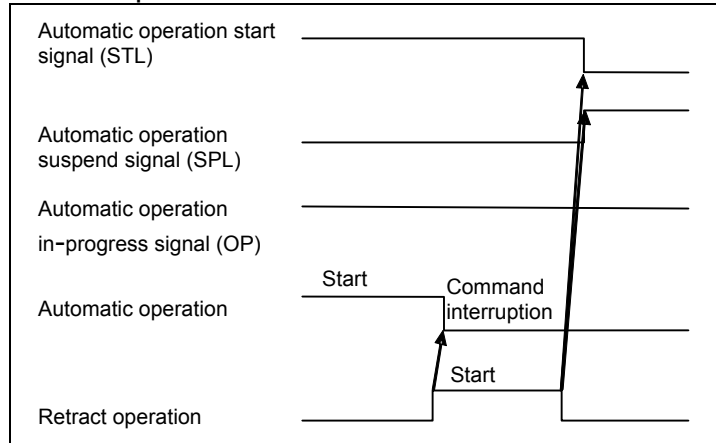 Automatic operation start
signal (STL)
Automatic operation
suspend signal (SPL)
Automatic operation
in-progress signal (OP)
Start
Automatic operation
Command
interruption
Start
Retract operation